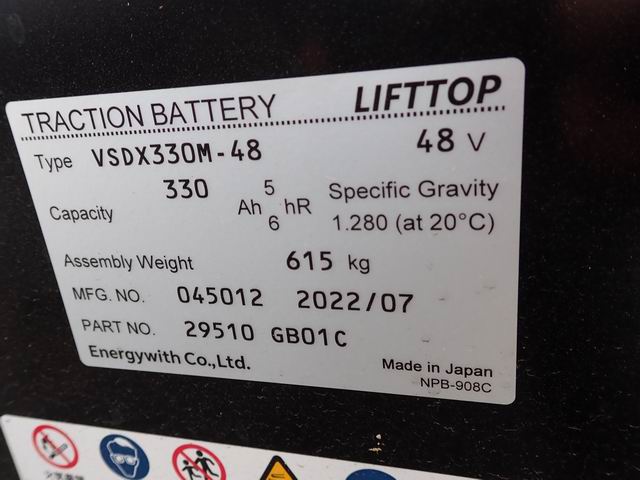 TRACTION BATTERY LIFTTOP
Type VSDX330M-48 48 V
Capacity 330 Ah 5 6 hR Specific Gravity
1.280 (at 20°C)
Assembly Weight 615 kg
MFG. NO. 045012 2022/07
PART NO. 29510 GB01C
Energywith Co.,Ltd. Made in Japan
NPB-908C